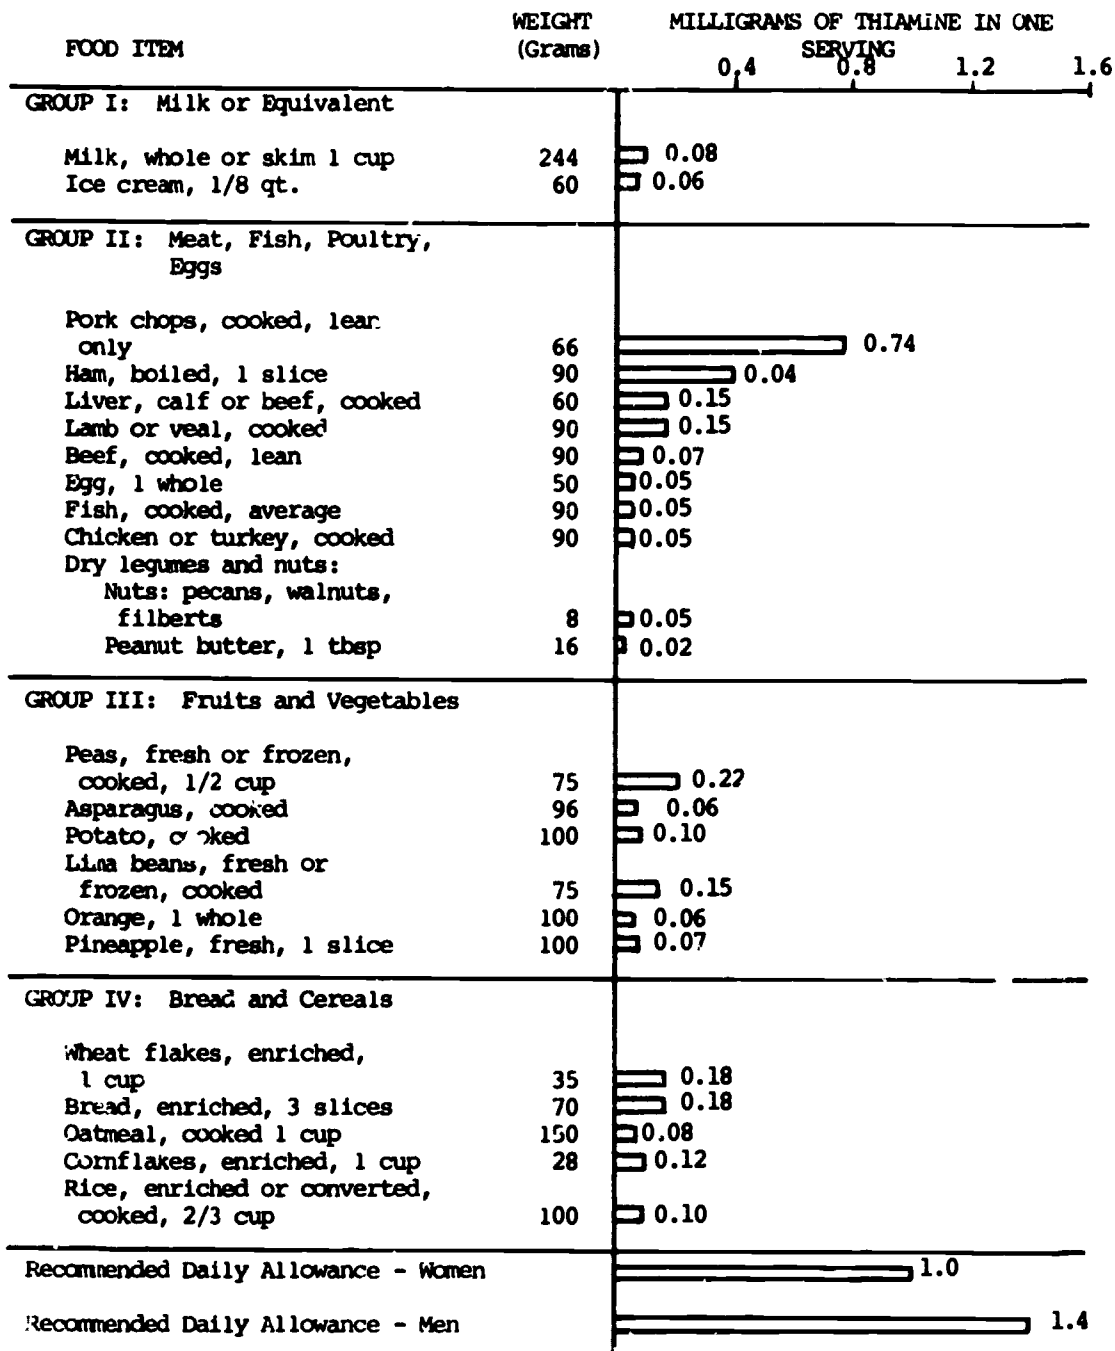 WEIGHT MILLIGRAMS OF THIAMINE IN ONE
FOOD ITEM (Grams) SERVING
0.4 0.8 1.2 1.6
GROUP I: Milk or Equivalent
Milk, whole or skim 1 cup 244 0.08
Ice cream, 1/8 qt. 60 0.06
GROUP II: Meat, Fish, Poultry,
Eggs
Pork chops, cooked, lean
only 66 0.74
Ham, boiled, 1 slice 90 0.04
Liver, calf or beef, cooked 60 0.15
Lamb or veal, cooked 90 0.15
Beef, cooked, lean 90 0.07
Egg, 1 whole 50 0.05
Fish, cooked, average 90 0.05
Chicken or turkey, cooked 90 0.05
Dry legumes and nuts:
Nuts: pecans, walnuts,
filberts 8 0.05
Peanut butter, 1 tbsp 16 0.02
GROUP III: Fruits and Vegetables
Peas, fresh or frozen,
cooked, 1/2 cup 75 0.22
Asparagus, cooked 96 0.06
Potato, cooked 100 0.10
Lima beans, fresh or
frozen, cooked 75 0.15
Orange, 1 whole 100 0.06
Pineapple, fresh, 1 slice 100 0.07
GROUP IV: Bread and Cereals
Wheat flakes, enriched,
1 cup 35 0.18
Bread, enriched, 3 slices 70 0.18
Oatmeal, cooked 1 cup 150 0.08
Cornflakes, enriched, 1 cup 28 0.12
Rice, enriched or converted,
cooked, 2/3 cup 100 0.10
Recommended Daily Allowance - Women 1.0
Recommended Daily Allowance - Men 1.4